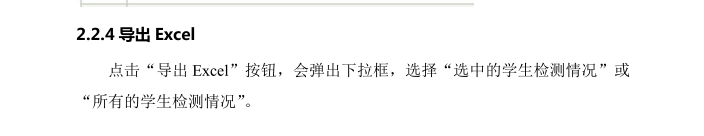 2.2.4 导出 Excel
点击“导出 Excel”按钮，会弹出下拉框，选择“选中的学生检测情况”或
“所有的学生检测情况”。